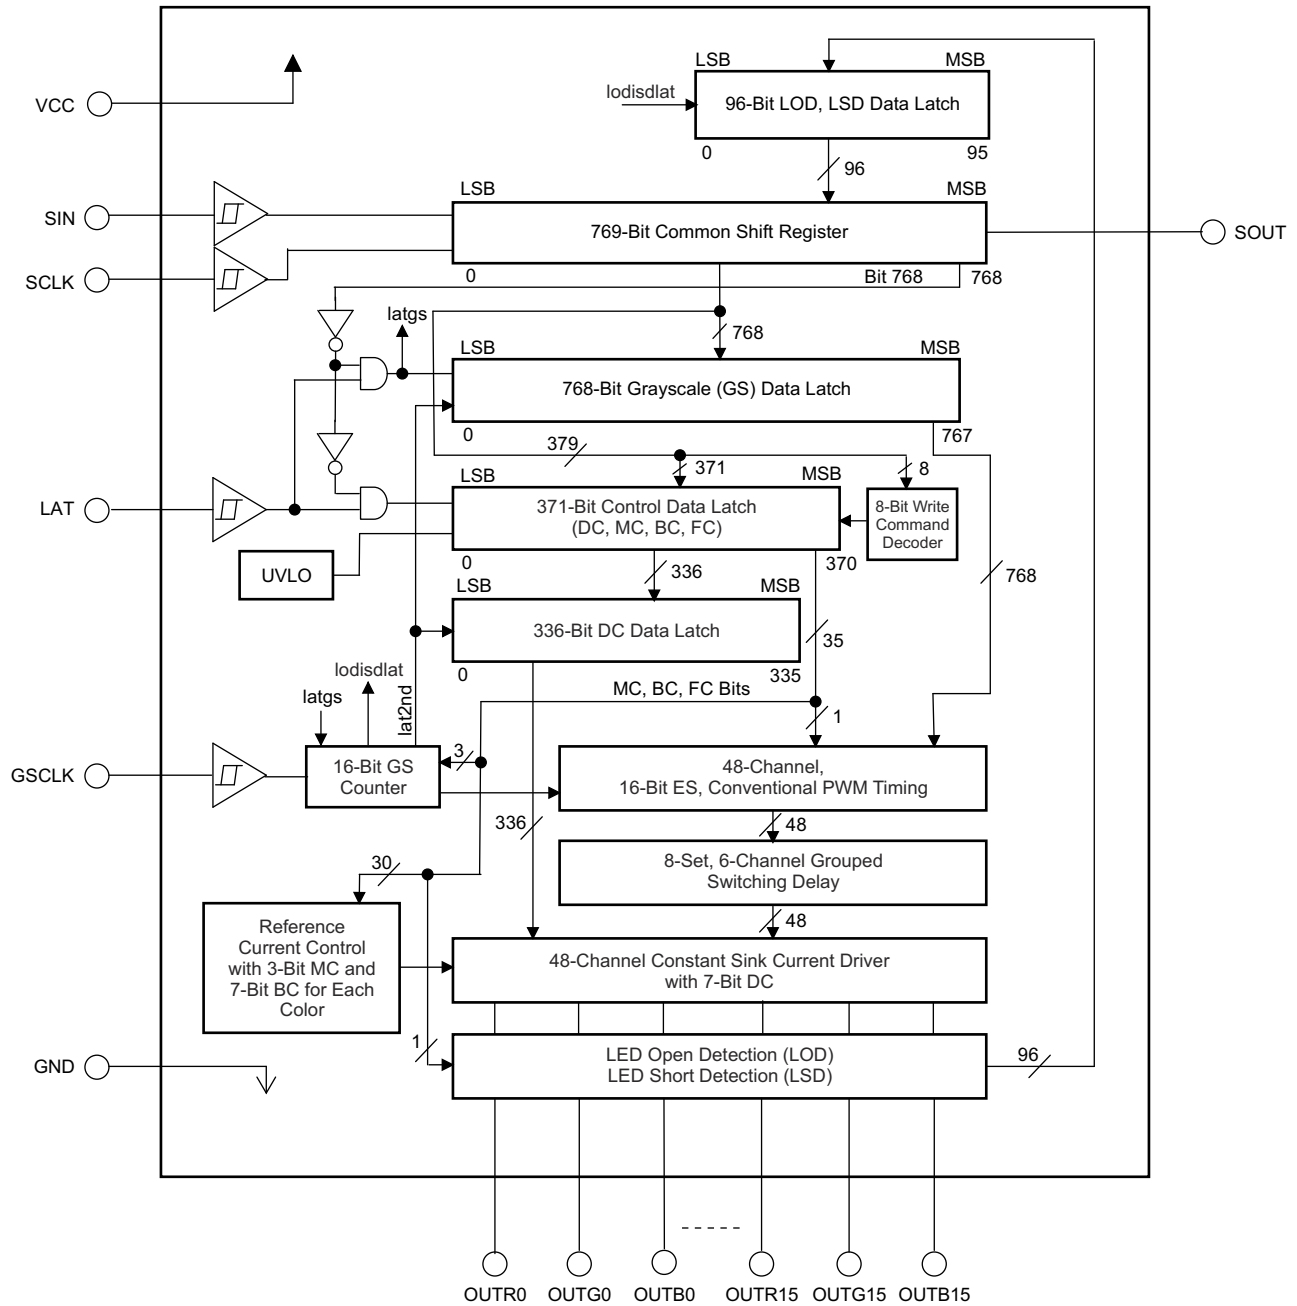 LSB
MSB
VCC
lodisdlat
96-Bit LOD, LSD Data Latch
0
95
96
LSB
MSB
SIN
769-Bit Common Shift Register
SOUT
SCLK
0
Bit 768
768
latgs
768
LSB
MSB
768-Bit Grayscale (GS) Data Latch
0
767
379
371
8
LSB
MSB
LAT
371-Bit Control Data Latch
(DC, MC, BC, FC)
8-Bit Write
Command
Decoder
0
370
UVLO
336
768
LSB
MSB
336-Bit DC Data Latch
35
0
335
lodisdlat
latgs
lat2nd
MC, BC, FC Bits
1
3
GSCLK
16-Bit GS
Counter
48-Channel,
16-Bit ES, Conventional PWM Timing
336
48
8-Set, 6-Channel Grouped
Switching Delay
30
48
Reference
Current Control
with 3-Bit MC and
7-Bit BC for Each
Color
48-Channel Constant Sink Current Driver
with 7-Bit DC
1
GND
LED Open Detection (LOD)
LED Short Detection (LSD)
96
OUTR0
OUTG0
OUTB0
OUTR15
OUTG15
OUTB15